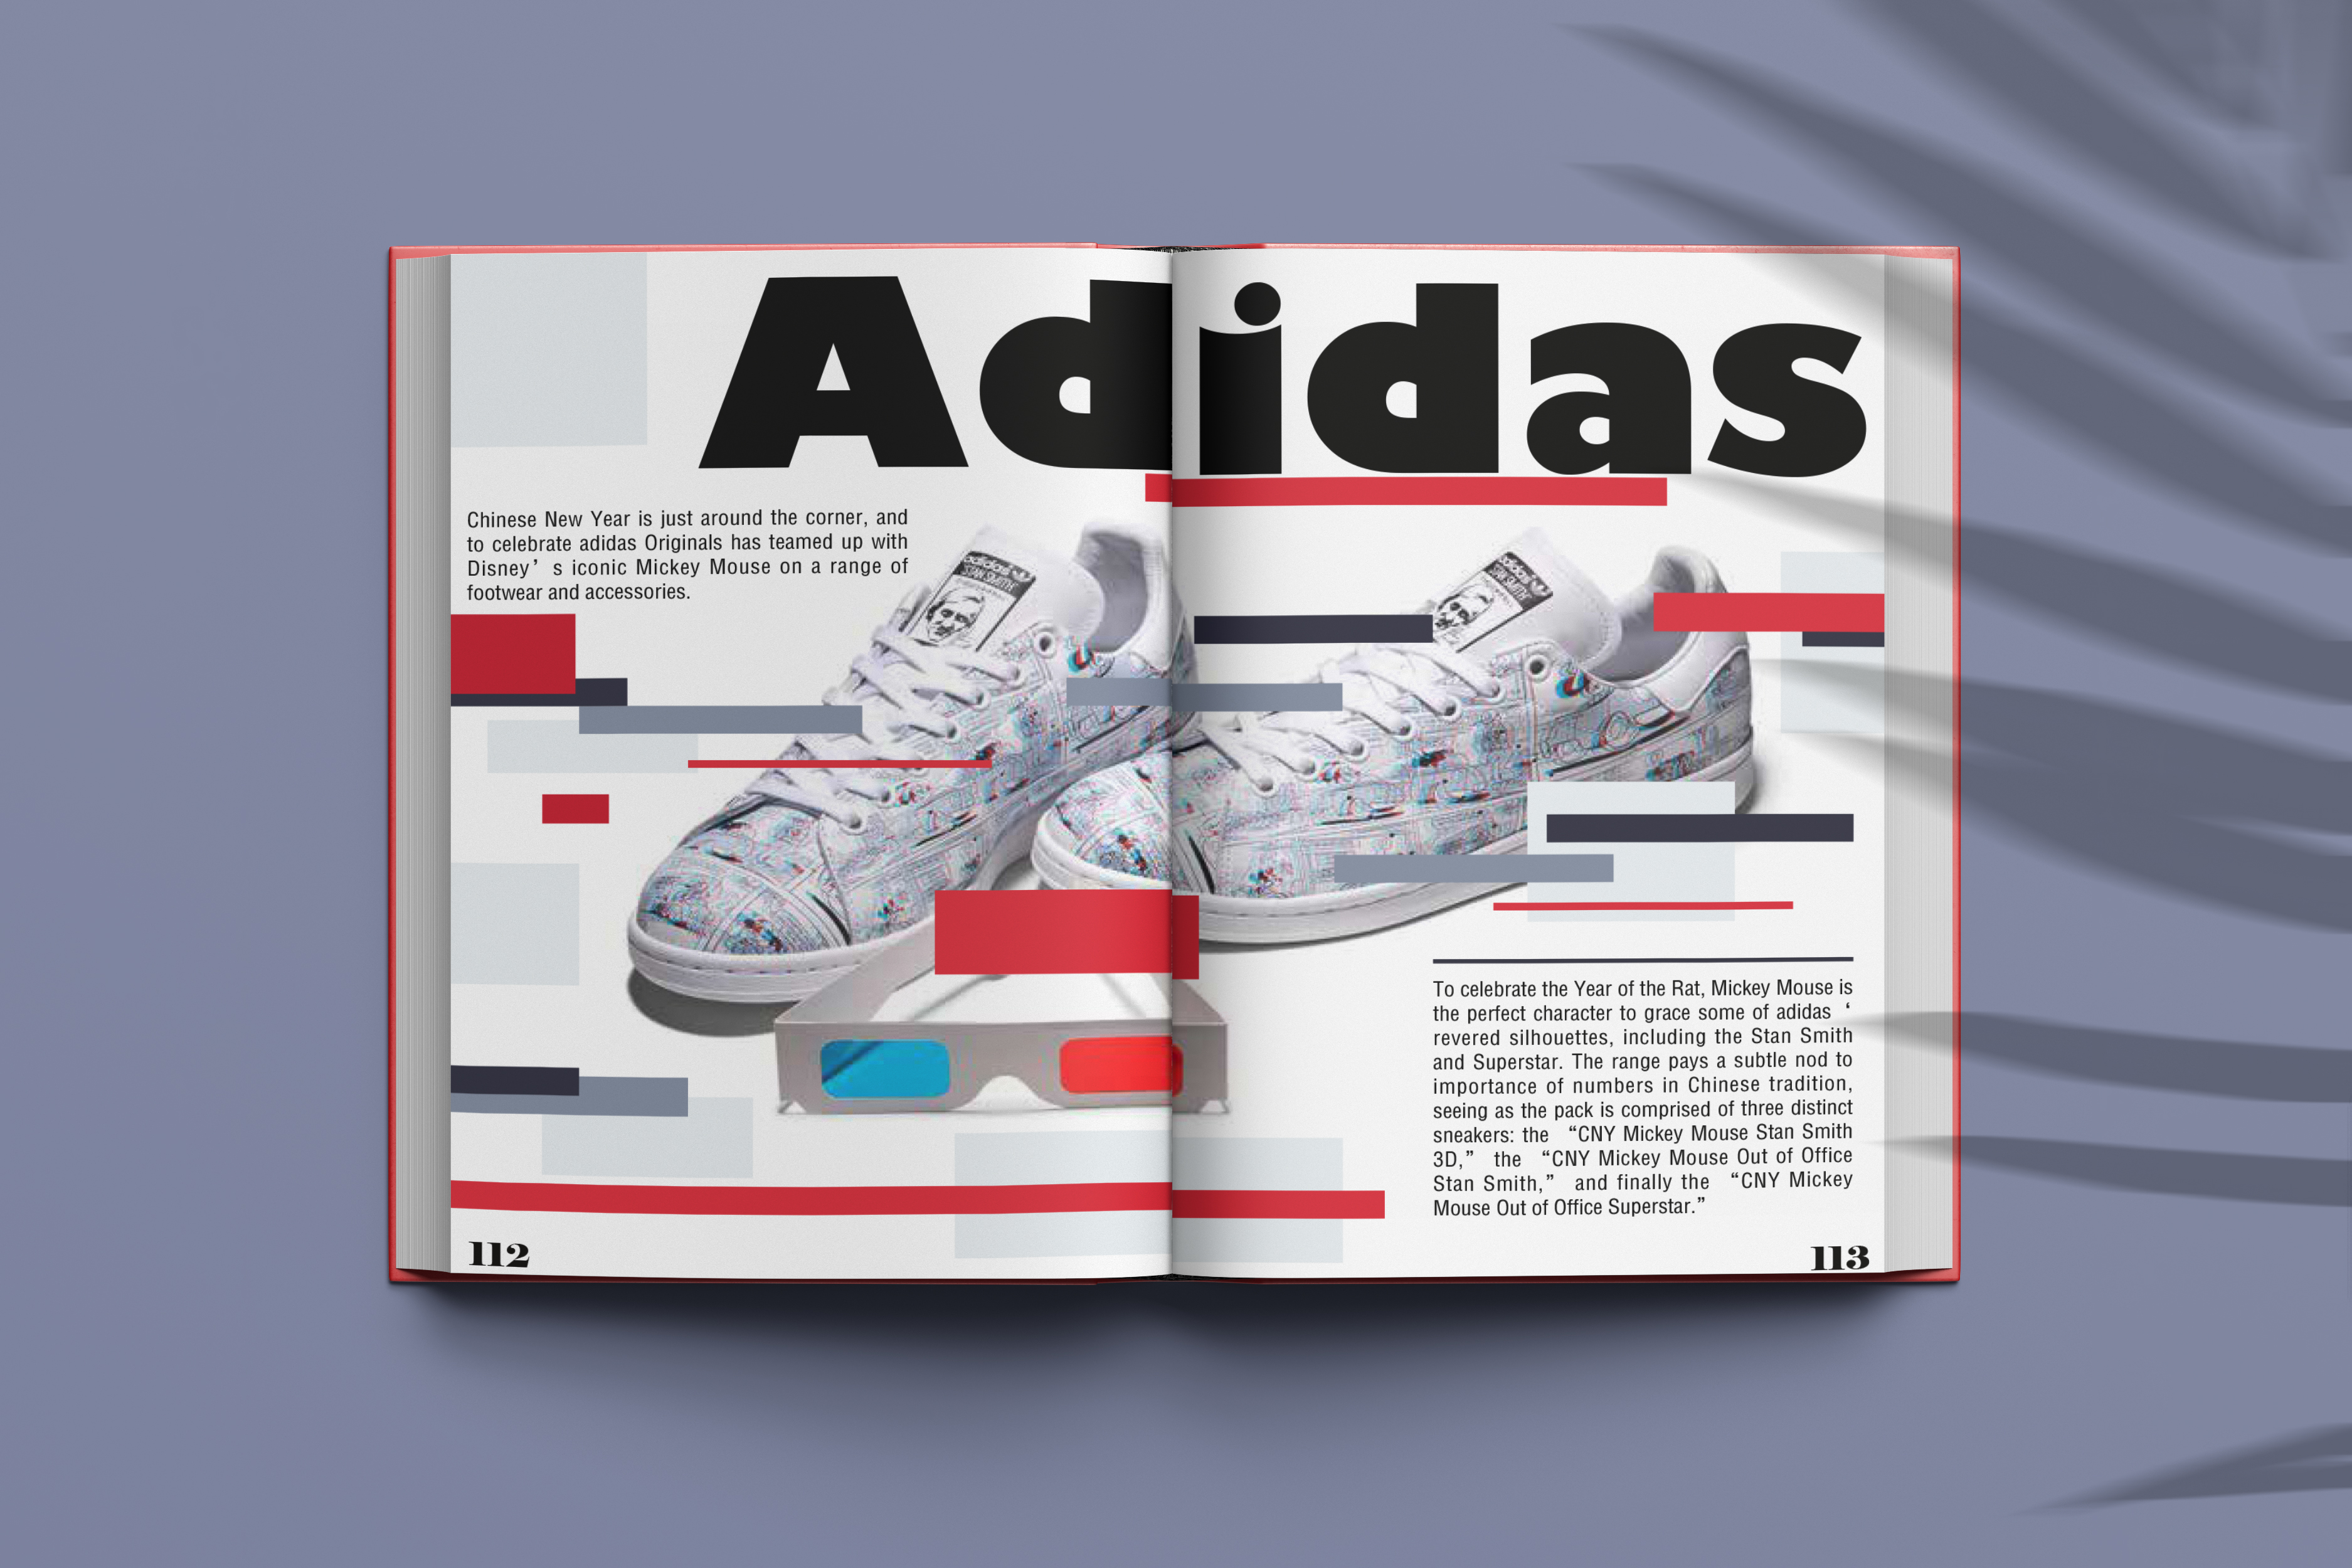 Adidas
Chinese New Year is just around the corner, and
to celebrate adidas Originals has teamed up with
Disney’ s iconic Mickey Mouse on a range of
footwear and accessories.
adidas
STAN SMITH
adidas
STAN SMITH
To celebrate the Year of the Rat, Mickey Mouse is
the perfect character to grace some of adidas ‘
revered silhouettes, including the Stan Smith
and Superstar. The range pays a subtle nod to
importance of numbers in Chinese tradition,
seeing as the pack is comprised of three distinct
sneakers: the “CNY Mickey Mouse Stan Smith
3D,” the “CNY Mickey Mouse Out of Office
Stan Smith,” and finally the “CNY Mickey
Mouse Out of Office Superstar.”
112
113